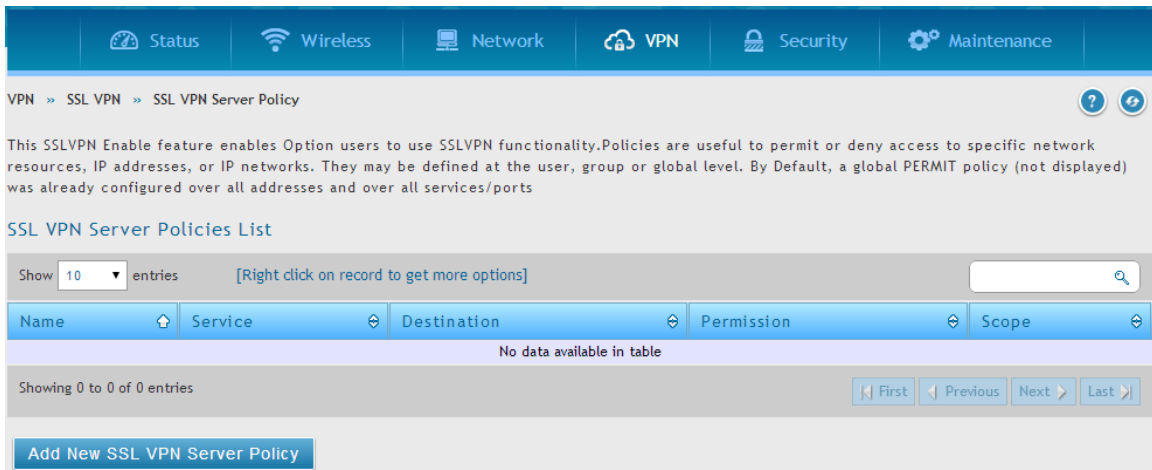 Status Wireless Network VPN Security Maintenance
VPN » SSL VPN » SSL VPN Server Policy ?
This SSLVPN Enable feature enables Option users to use SSLVPN functionality.Policies are useful to permit or deny access to specific network
resources, IP addresses, or IP networks. They may be defined at the user, group or global level. By Default, a global PERMIT policy (not displayed)
was already configured over all addresses and over all services/ports
SSL VPN Server Policies List
Show 10 entries [Right click on record to get more options]
Name Service Destination Permission Scope
No data available in table
Showing 0 to 0 of 0 entries First Previous Next Last
Add New SSL VPN Server Policy